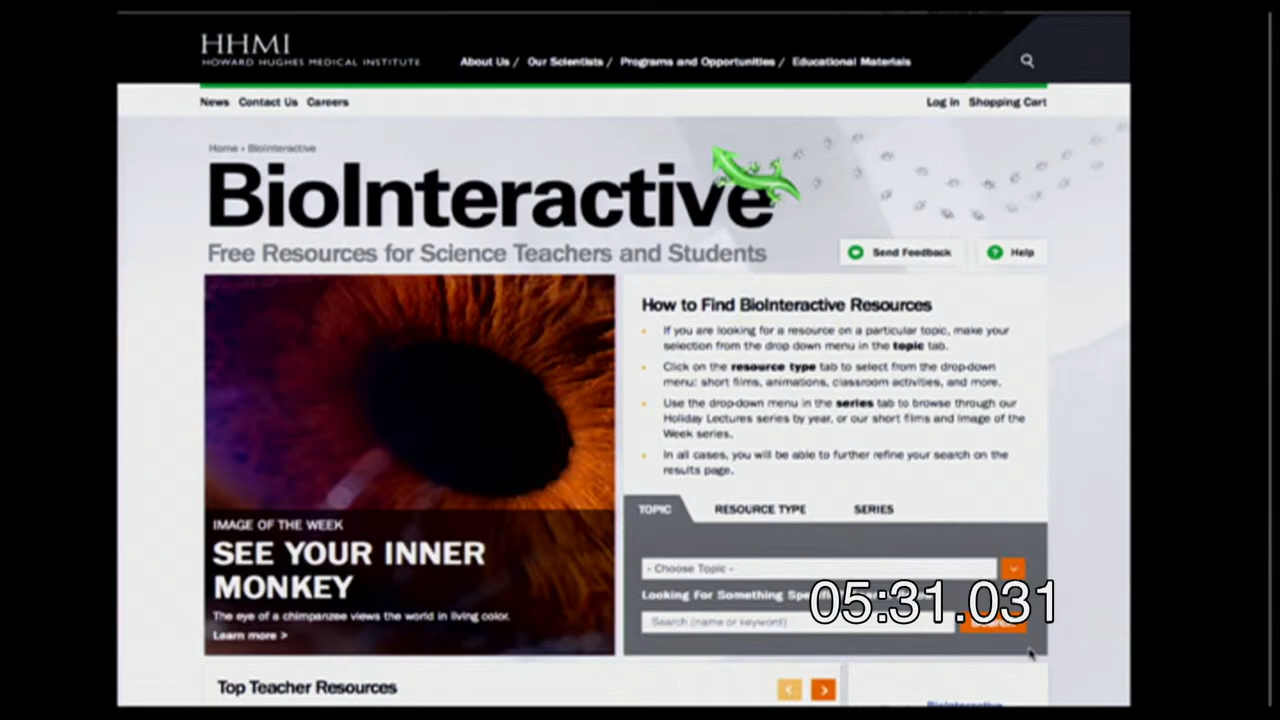 HHMI
HOWARD HUGHES MEDICAL INSTITUTE
About Us / Our Scientists / Programs and Opportunities / Educational Materials
News Contact Us Careers
Log in Shopping Cart
Home › BioInteractive
BioInteractive
Free Resources for Science Teachers and Students
Send Feedback
? Help
IMAGE OF THE WEEK
SEE YOUR INNER
MONKEY
The eye of a chimpanzee views the world in living color.
Learn more >
How to Find BioInteractive Resources
If you are looking for a resource on a particular topic, make your
selection from the drop down menu in the topic tab.
Click on the resource type tab to select from the drop-down
menu: short films, animations, classroom activities, and more.
Use the drop-down menu in the series tab to browse through our
Holiday Lectures series by year, or our short films and Image of the
Week series.
In all cases, you will be able to further refine your search on the
results page.
TOPIC RESOURCE TYPE SERIES
- Choose Topic -
Looking For Something
Search (name or keyword)
05:31.031
Top Teacher Resources
< >